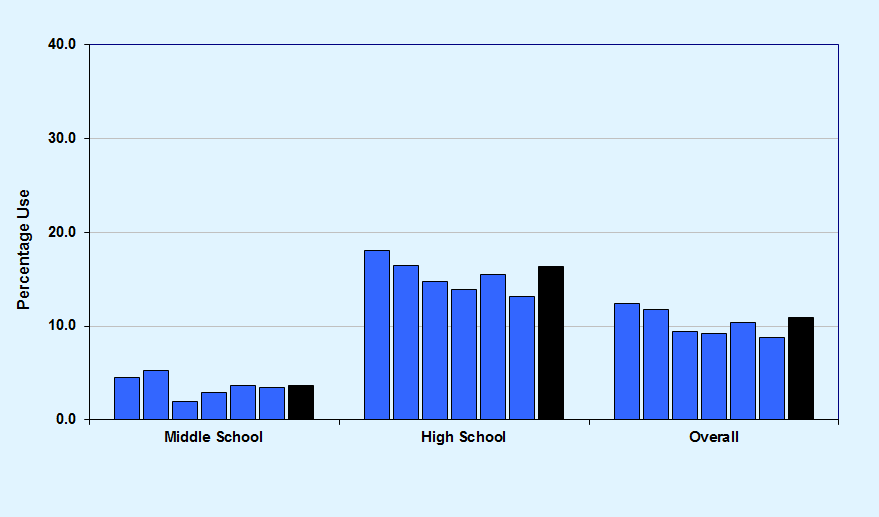 40.0
30.0
20.0
10.0
0.0
Percentage Use
Middle School
High School
Overall